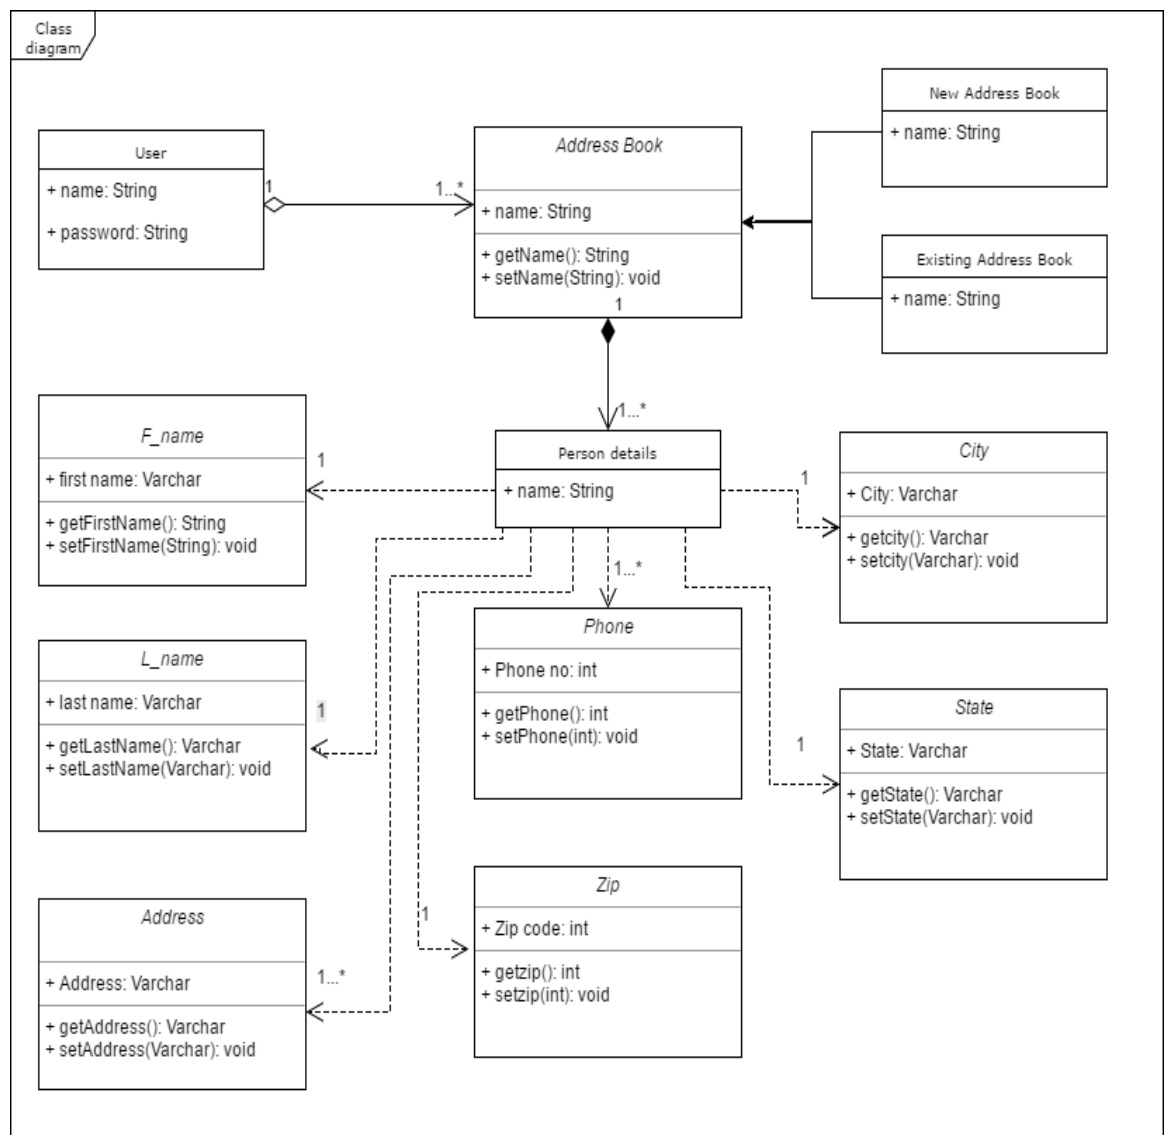 Class
diagram
User
+ name: String
+ password: String
1
1...*
Address Book
+ name: String
+ getName(): String
+ setName(String): void
1
New Address Book
+ name: String
Existing Address Book
+ name: String
1...*
Person details
+ name: String
F_name
+ first name: Varchar
+ getFirstName(): String
+ setFirstName(String): void
1
City
+ City: Varchar
+ getcity(): Varchar
+ setcity(Varchar): void
1
1...*
Phone
+ Phone no: int
+ getPhone(): int
+ setPhone(int): void
L_name
+ last name: Varchar
+ getLastName(): Varchar
+ setLastName(Varchar): void
1
State
+ State: Varchar
+ getState(): Varchar
+ setState(Varchar): void
1
Zip
+ Zip code: int
+ getzip(): int
+ setzip(int): void
1
Address
+ Address: Varchar
+ getAddress(): Varchar
+ setAddress(Varchar): void
1...*